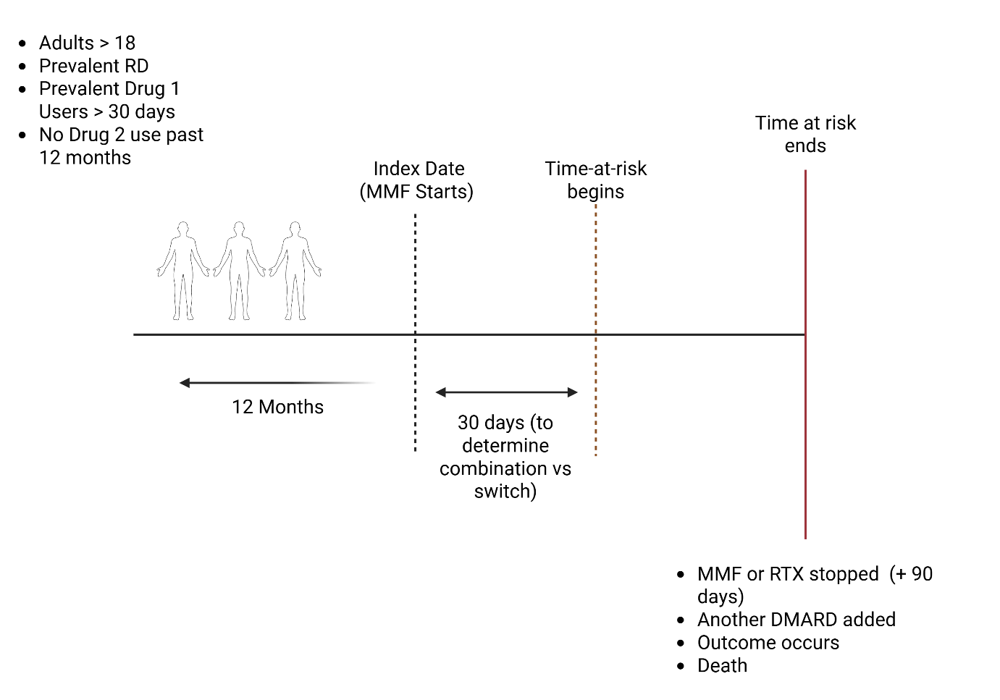 • Adults > 18
• Prevalent RD
• Prevalent Drug 1
Users > 30 days
• No Drug 2 use past
12 months
Time at risk
ends
Index Date
(MMF Starts)
Time-at-risk
begins
12 Months
30 days (to
determine
combination vs
switch)
• MMF or RTX stopped  (+ 90
days)
• Another DMARD added
• Outcome occurs
• Death